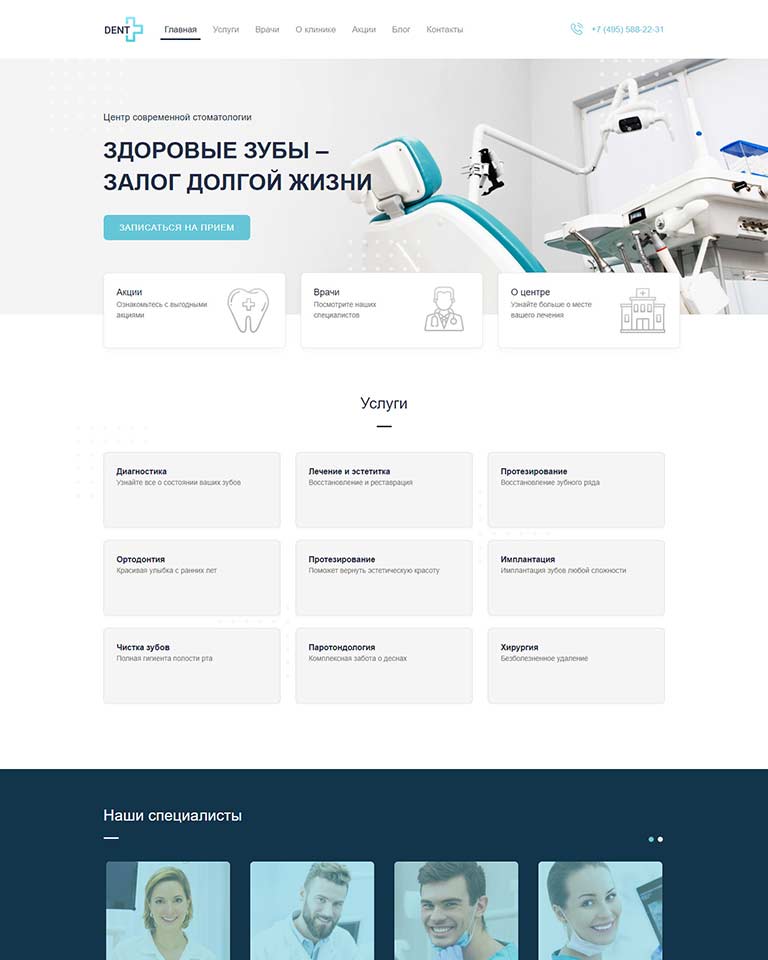 DENT
Главная
Услуги
Врачи
О клинике
Акции
Блог
Контакты
+7 (495) 588-22-31
Центр современной стоматологии
ЗДОРОВЫЕ ЗУБЫ –
ЗАЛОГ ДОЛГОЙ ЖИЗНИ
ЗАПИСАТЬСЯ НА ПРИЕМ
Акции
Ознакомьтесь с выгодными
акциями
Врачи
Посмотрите наших
специалистов
О центре
Узнайте больше о месте
вашего лечения
Услуги
Диагностика
Узнайте все о состоянии ваших зубов
Лечение и эстетитка
Восстановление и реставрация
Протезирование
Восстановление зубного ряда
Ортодонтия
Красивая улыбка с ранних лет
Протезирование
Поможет вернуть эстетическую красоту
Имплантация
Имплантация зубов любой сложности
Чистка зубов
Полная гигиента полости рта
Паротондология
Комплексная забота о деснах
Хирургия
Безболезненное удаление
Наши специалисты